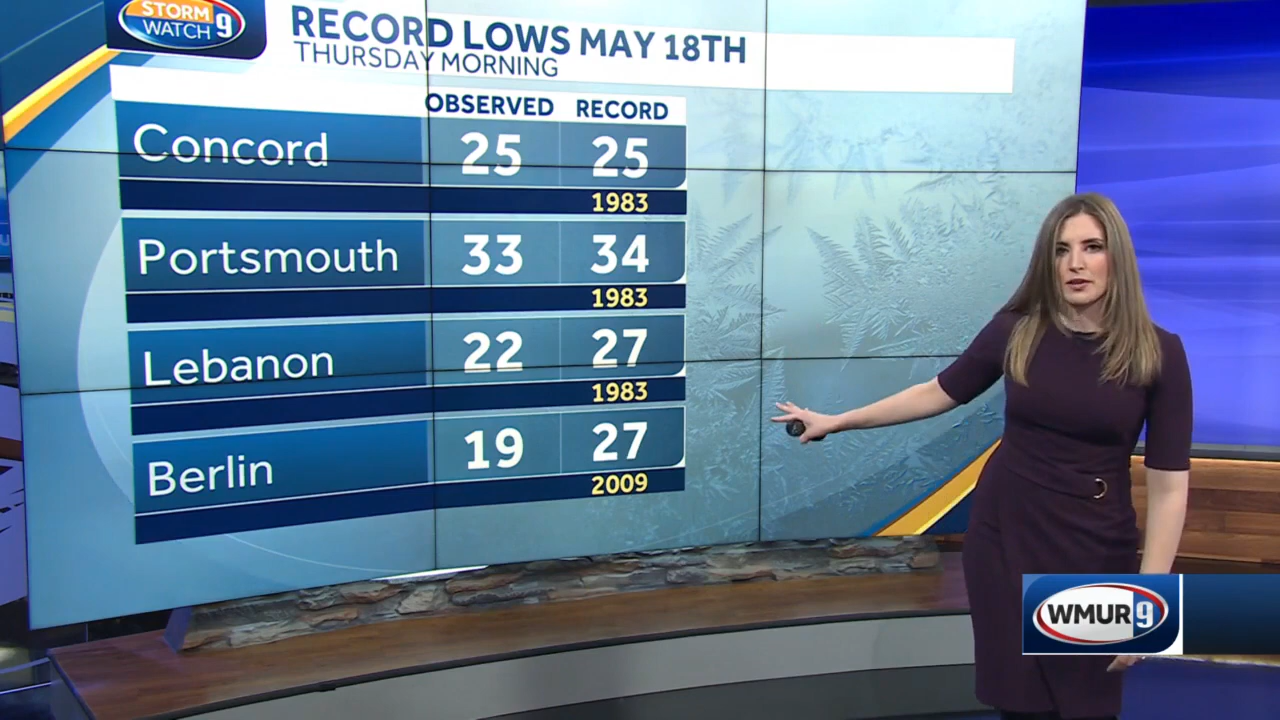 STORM
WATCH 9
RECORD LOWS MAY 18TH
THURSDAY MORNING
OBSERVED RECORD
Concord 25 25
1983
Portsmouth 33 34
1983
Lebanon 22 27
1983
Berlin 19 27
2009
WMUR 9